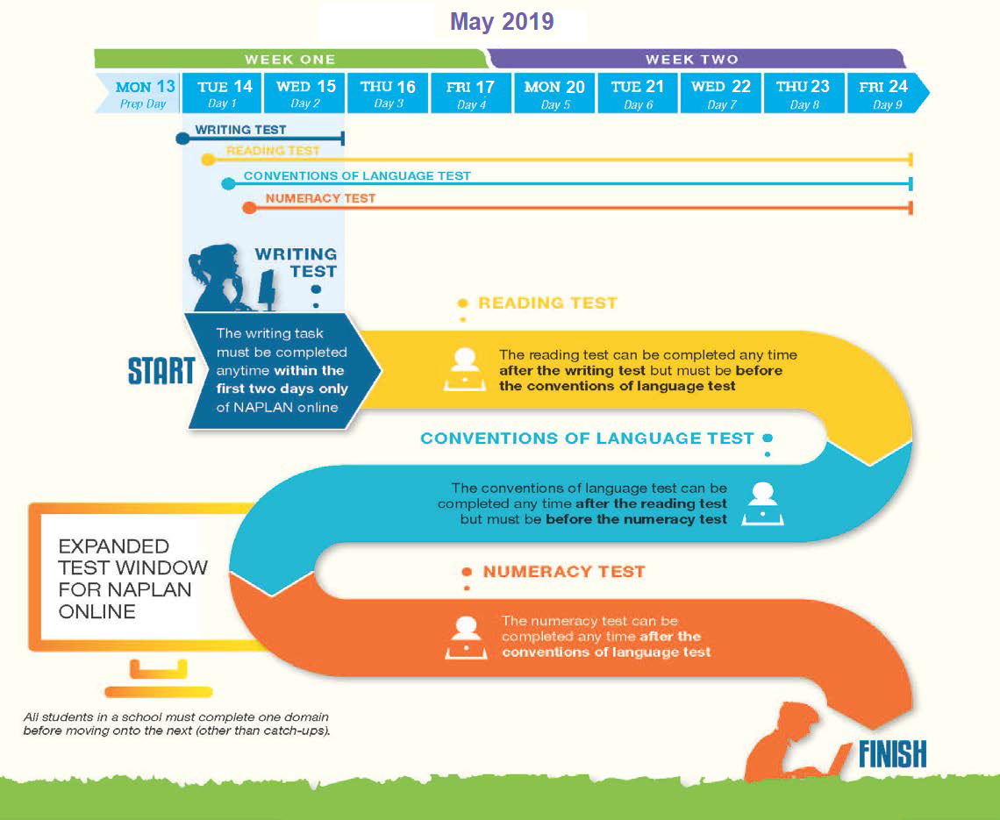 May 2019
WEEK ONE
WEEK TWO
MON 13
Prep Day
TUE 14
Day 1
WED 15
Day 2
THU 16
Day 3
FRI 17
Day 4
MON 20
Day 5
TUE 21
Day 6
WED 22
Day 7
THU 23
Day 8
FRI 24
Day 9
WRITING TEST
READING TEST
CONVENTIONS OF LANGUAGE TEST
NUMERACY TEST
WRITING
TEST
START
The writing task
must be completed
anytime within the
first two days only
of NAPLAN online
READING TEST
The reading test can be completed any time
after the writing test but must be before
the conventions of language test
CONVENTIONS OF LANGUAGE TEST
The conventions of language test can be
completed any time after the reading test
but must be before the numeracy test
EXPANDED
TEST WINDOW
FOR NAPLAN
ONLINE
NUMERACY TEST
The numeracy test can be
completed any time after the
conventions of language test
All students in a school must complete one domain
before moving onto the next (other than catch-ups).
FINISH